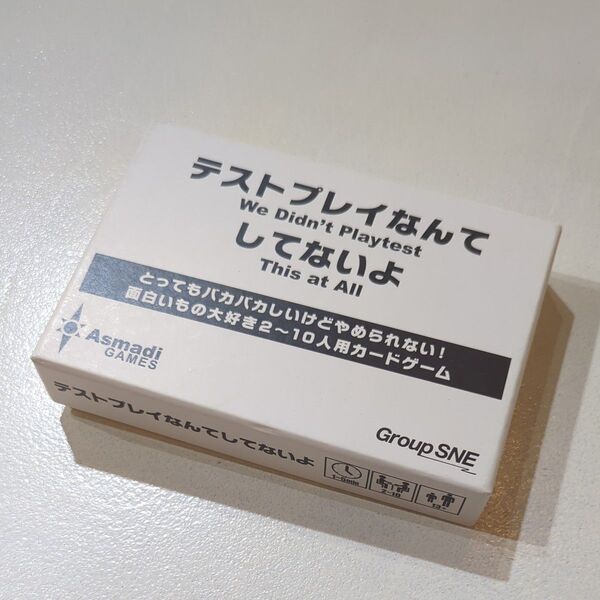 テストプレイなんて
We Didn't Playtest
してないよ
This at All
とってもバカバカしいけどやめられない！
面白いもの大好き2〜10人用カードゲーム
Asmadi
GAMES
Group SNE
テストプレイなんてしてないよ
2-10
13+